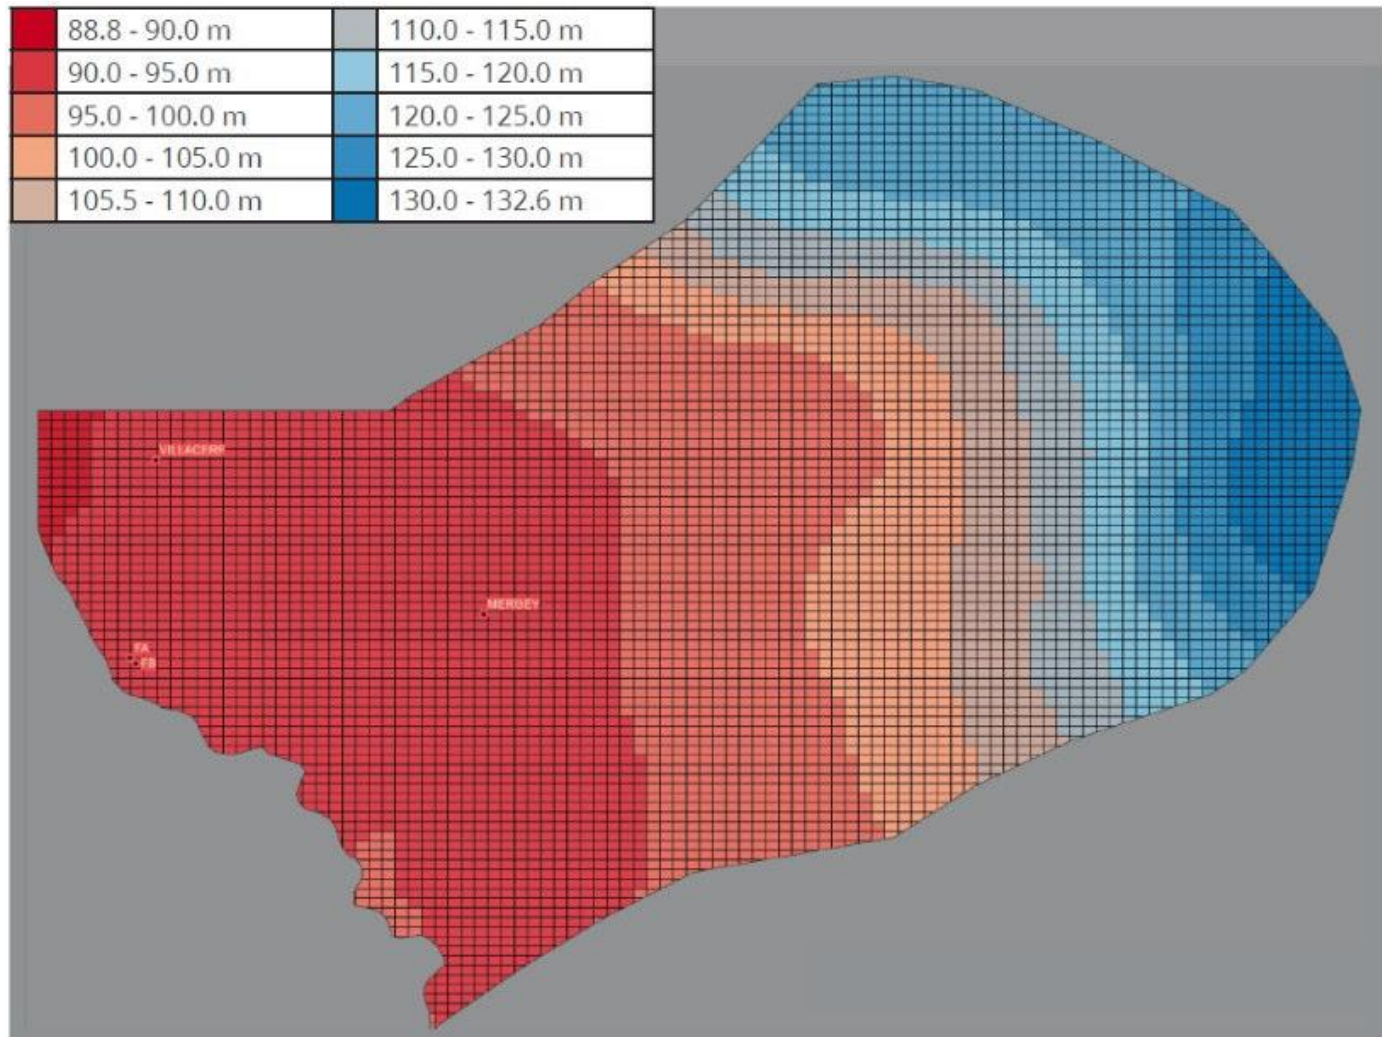 88.8 - 90.0 m 110.0 - 115.0 m
90.0 - 95.0 m 115.0 - 120.0 m
95.0 - 100.0 m 120.0 - 125.0 m
100.0 - 105.0 m 125.0 - 130.0 m
105.5 - 110.0 m 130.0 - 132.6 m
VILLACERF
MERGEY
FA
FB